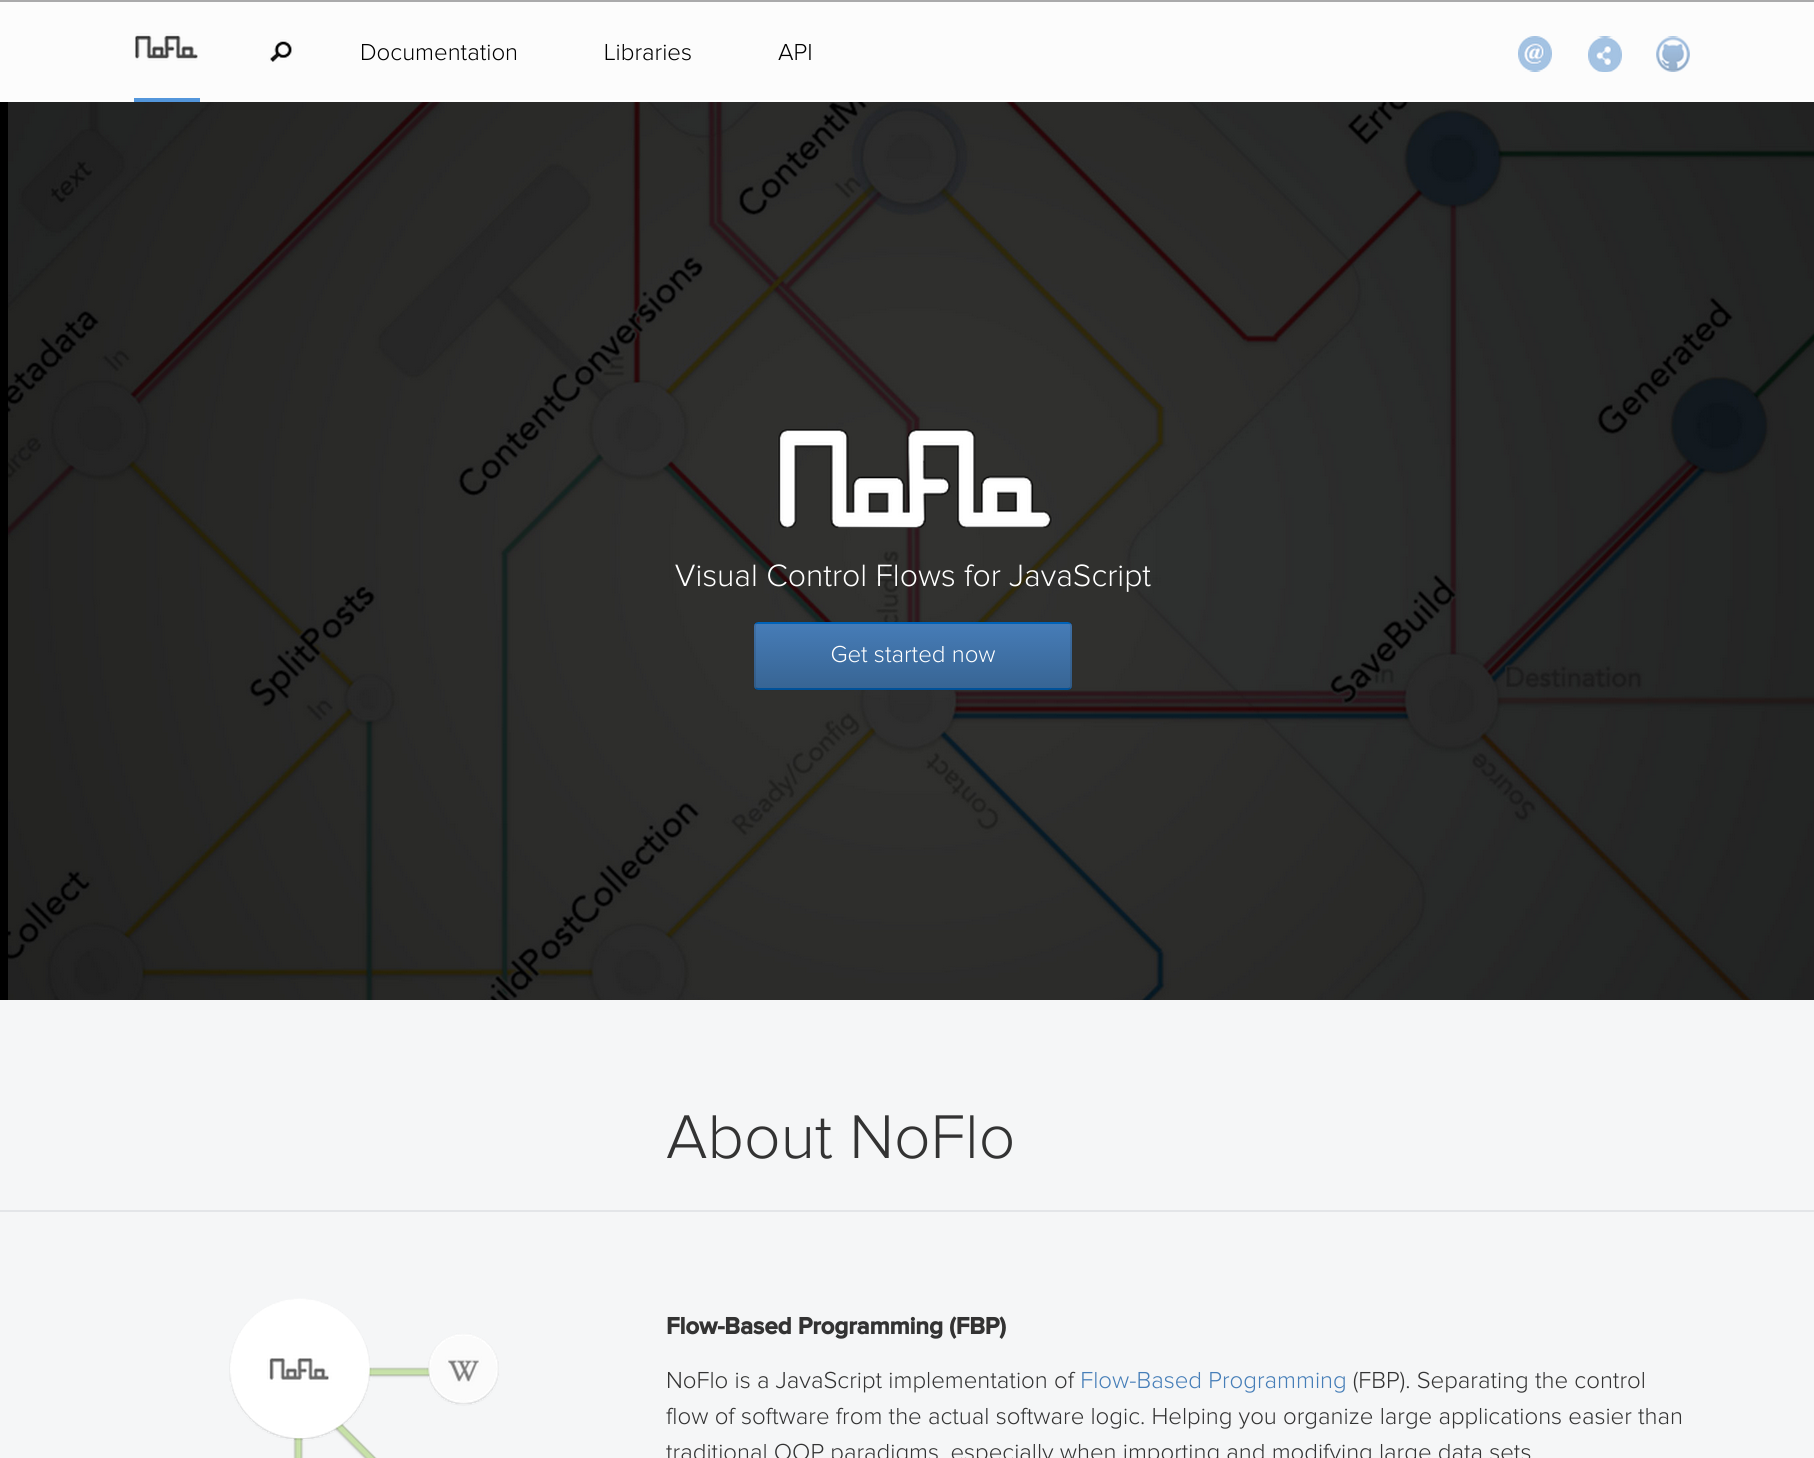 NoFlo
Documentation
Libraries
API
@
text
ContentM
In
Erro
ContentConversions
In
etadata
In
Generated
urce
NoFlo
Visual Control Flows for JavaScript
Get started now
SplitPosts
In
SaveBuild
In
Destination
Ready/Config
Contact
Source
Collect
uildPostCollection
About NoFlo
NoFlo
W
Flow-Based Programming (FBP)
NoFlo is a JavaScript implementation of Flow-Based Programming (FBP). Separating the control
flow of software from the actual software logic. Helping you organize large applications easier than
traditional OOP paradigms, especially when importing and modifying large data sets.